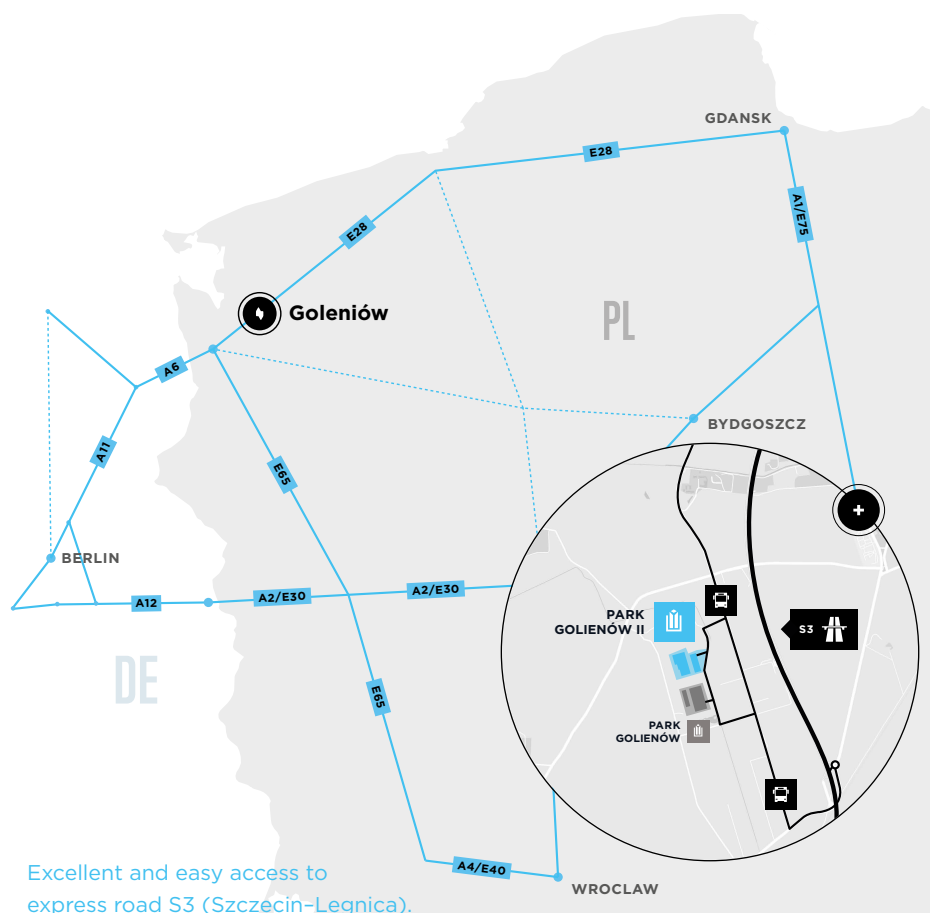 GDANSK
E28
A1/E75
E28
Goleniów
PL
A6
BYDGOSZCZ
A11
E65
BERLIN
A12
A2/E30
A2/E30
PARK
GOLIENÓW II
S3
DE
E65
PARK
GOLIENÓW
A4/E40
WROCLAW
Excellent and easy access to
express road S3 (Szczecin–Legnica).